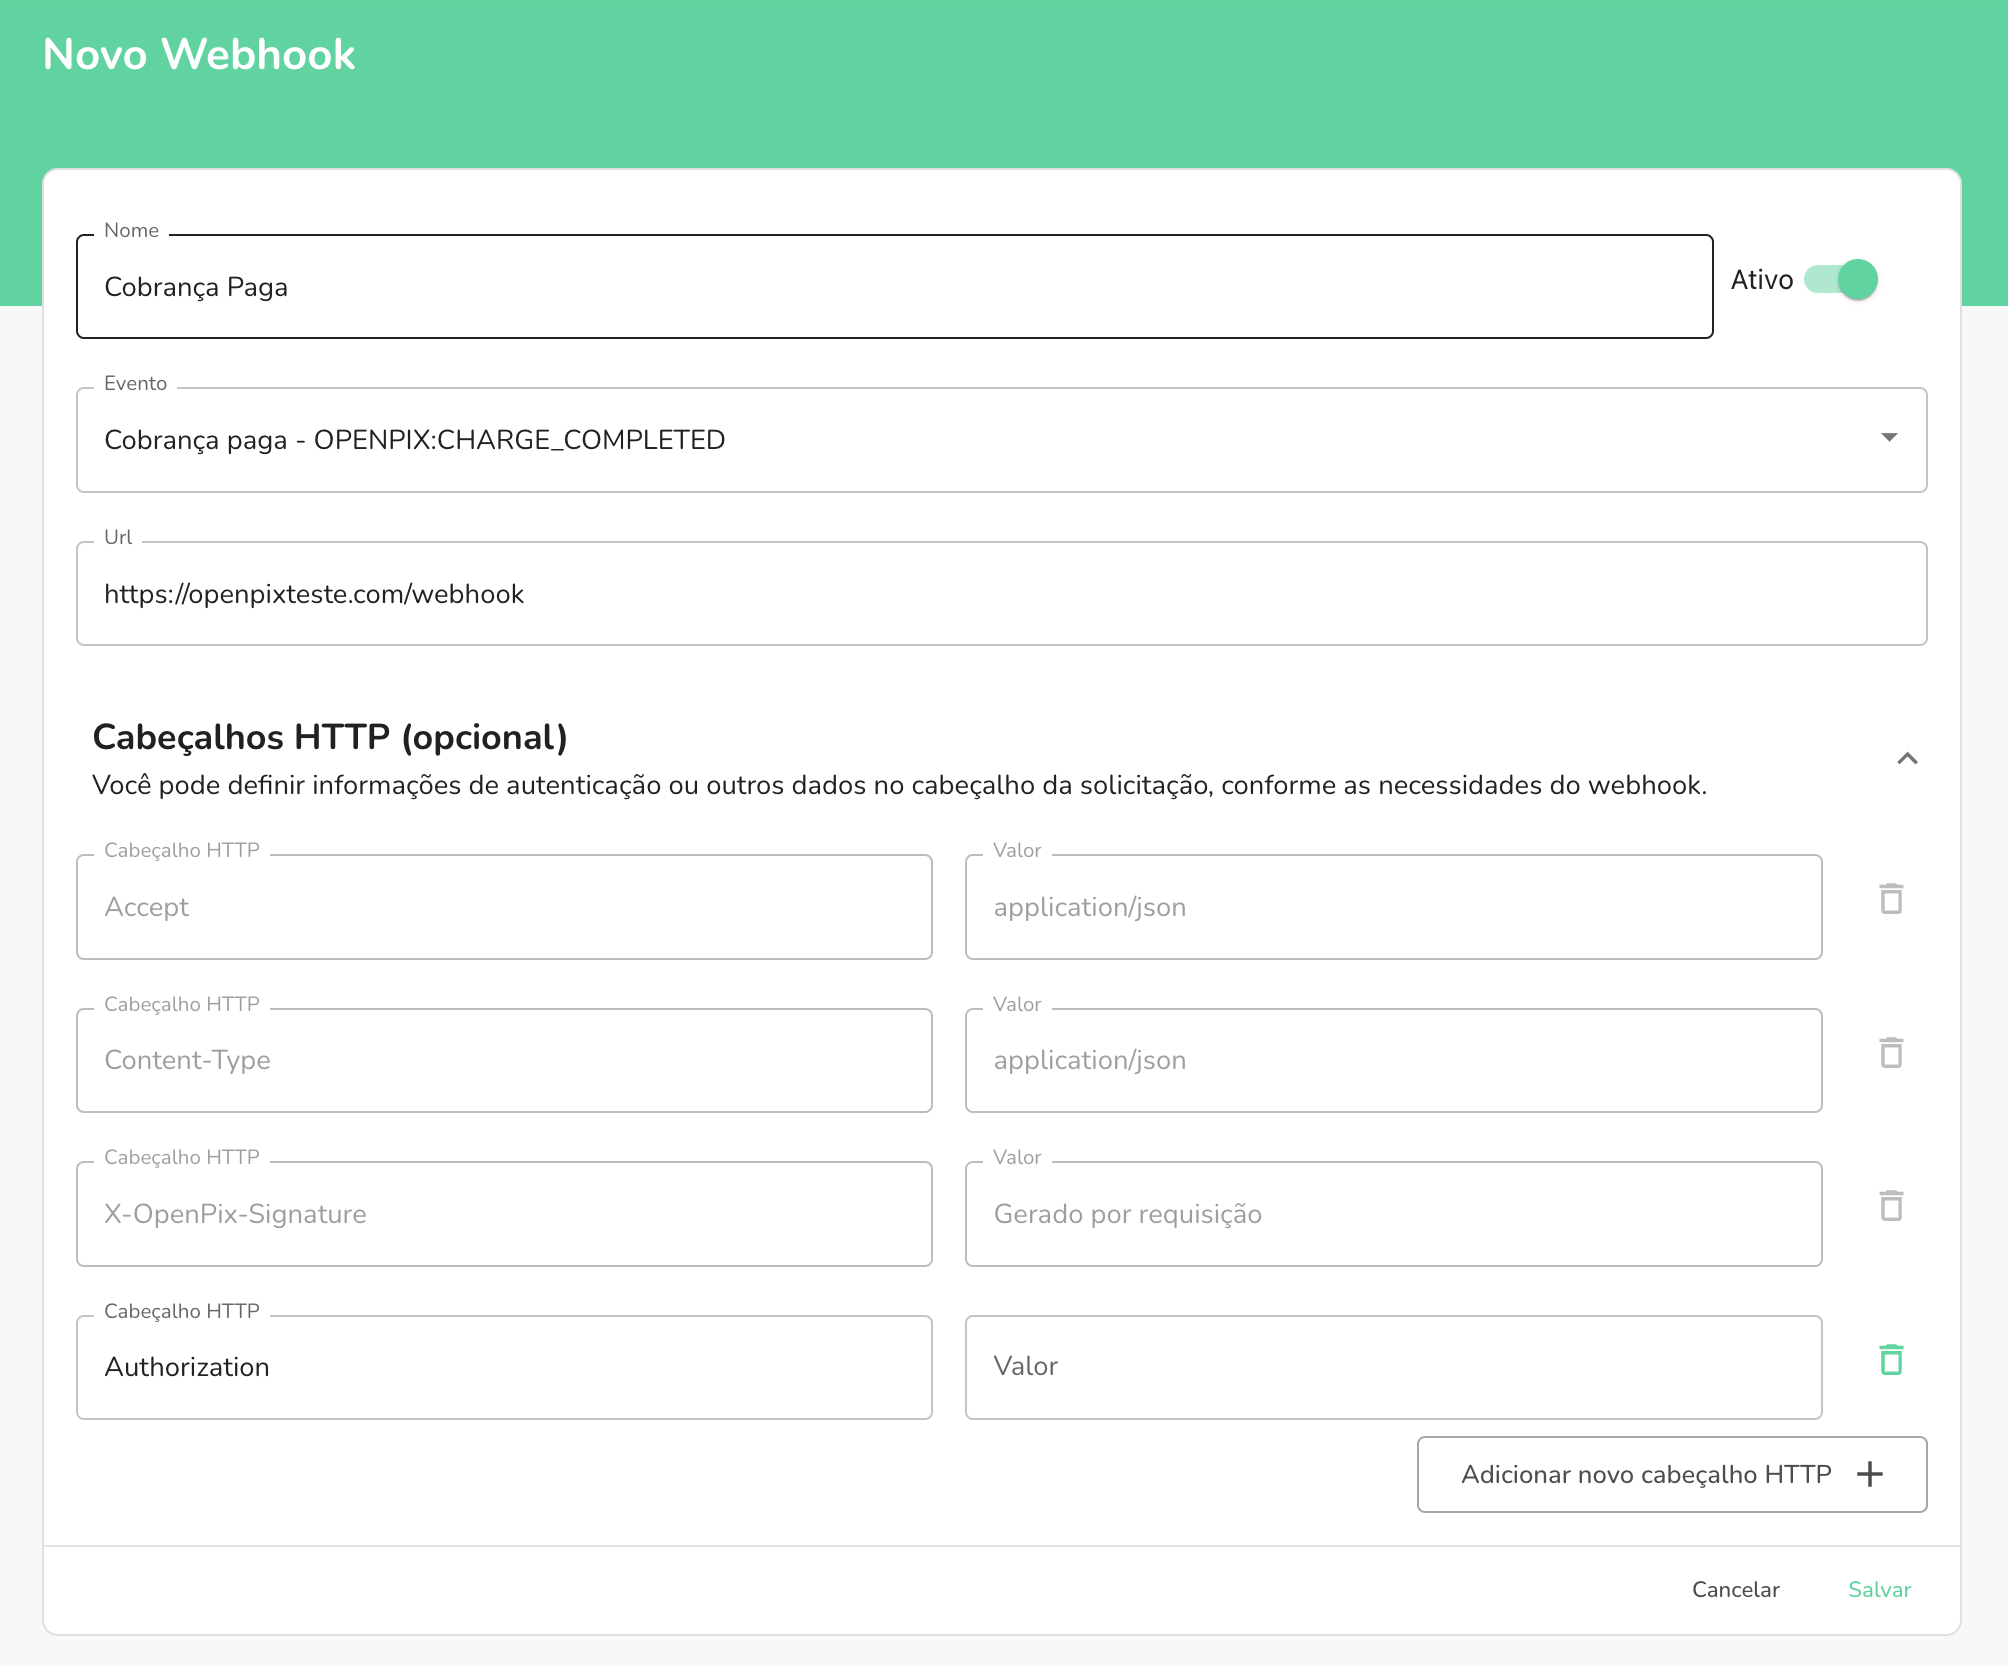 Novo Webhook
Nome
Cobrança Paga
Ativo
Evento
Cobrança paga - OPENPIX:CHARGE_COMPLETED
Url
https://openpixteste.com/webhook
Cabeçalhos HTTP (opcional)
Você pode definir informações de autenticação ou outros dados no cabeçalho da solicitação, conforme as necessidades do webhook.
Cabeçalho HTTP
Accept
Valor
application/json
Cabeçalho HTTP
Content-Type
Valor
application/json
Cabeçalho HTTP
X-OpenPix-Signature
Valor
Gerado por requisição
Cabeçalho HTTP
Authorization
Valor
Adicionar novo cabeçalho HTTP
Cancelar
Salvar